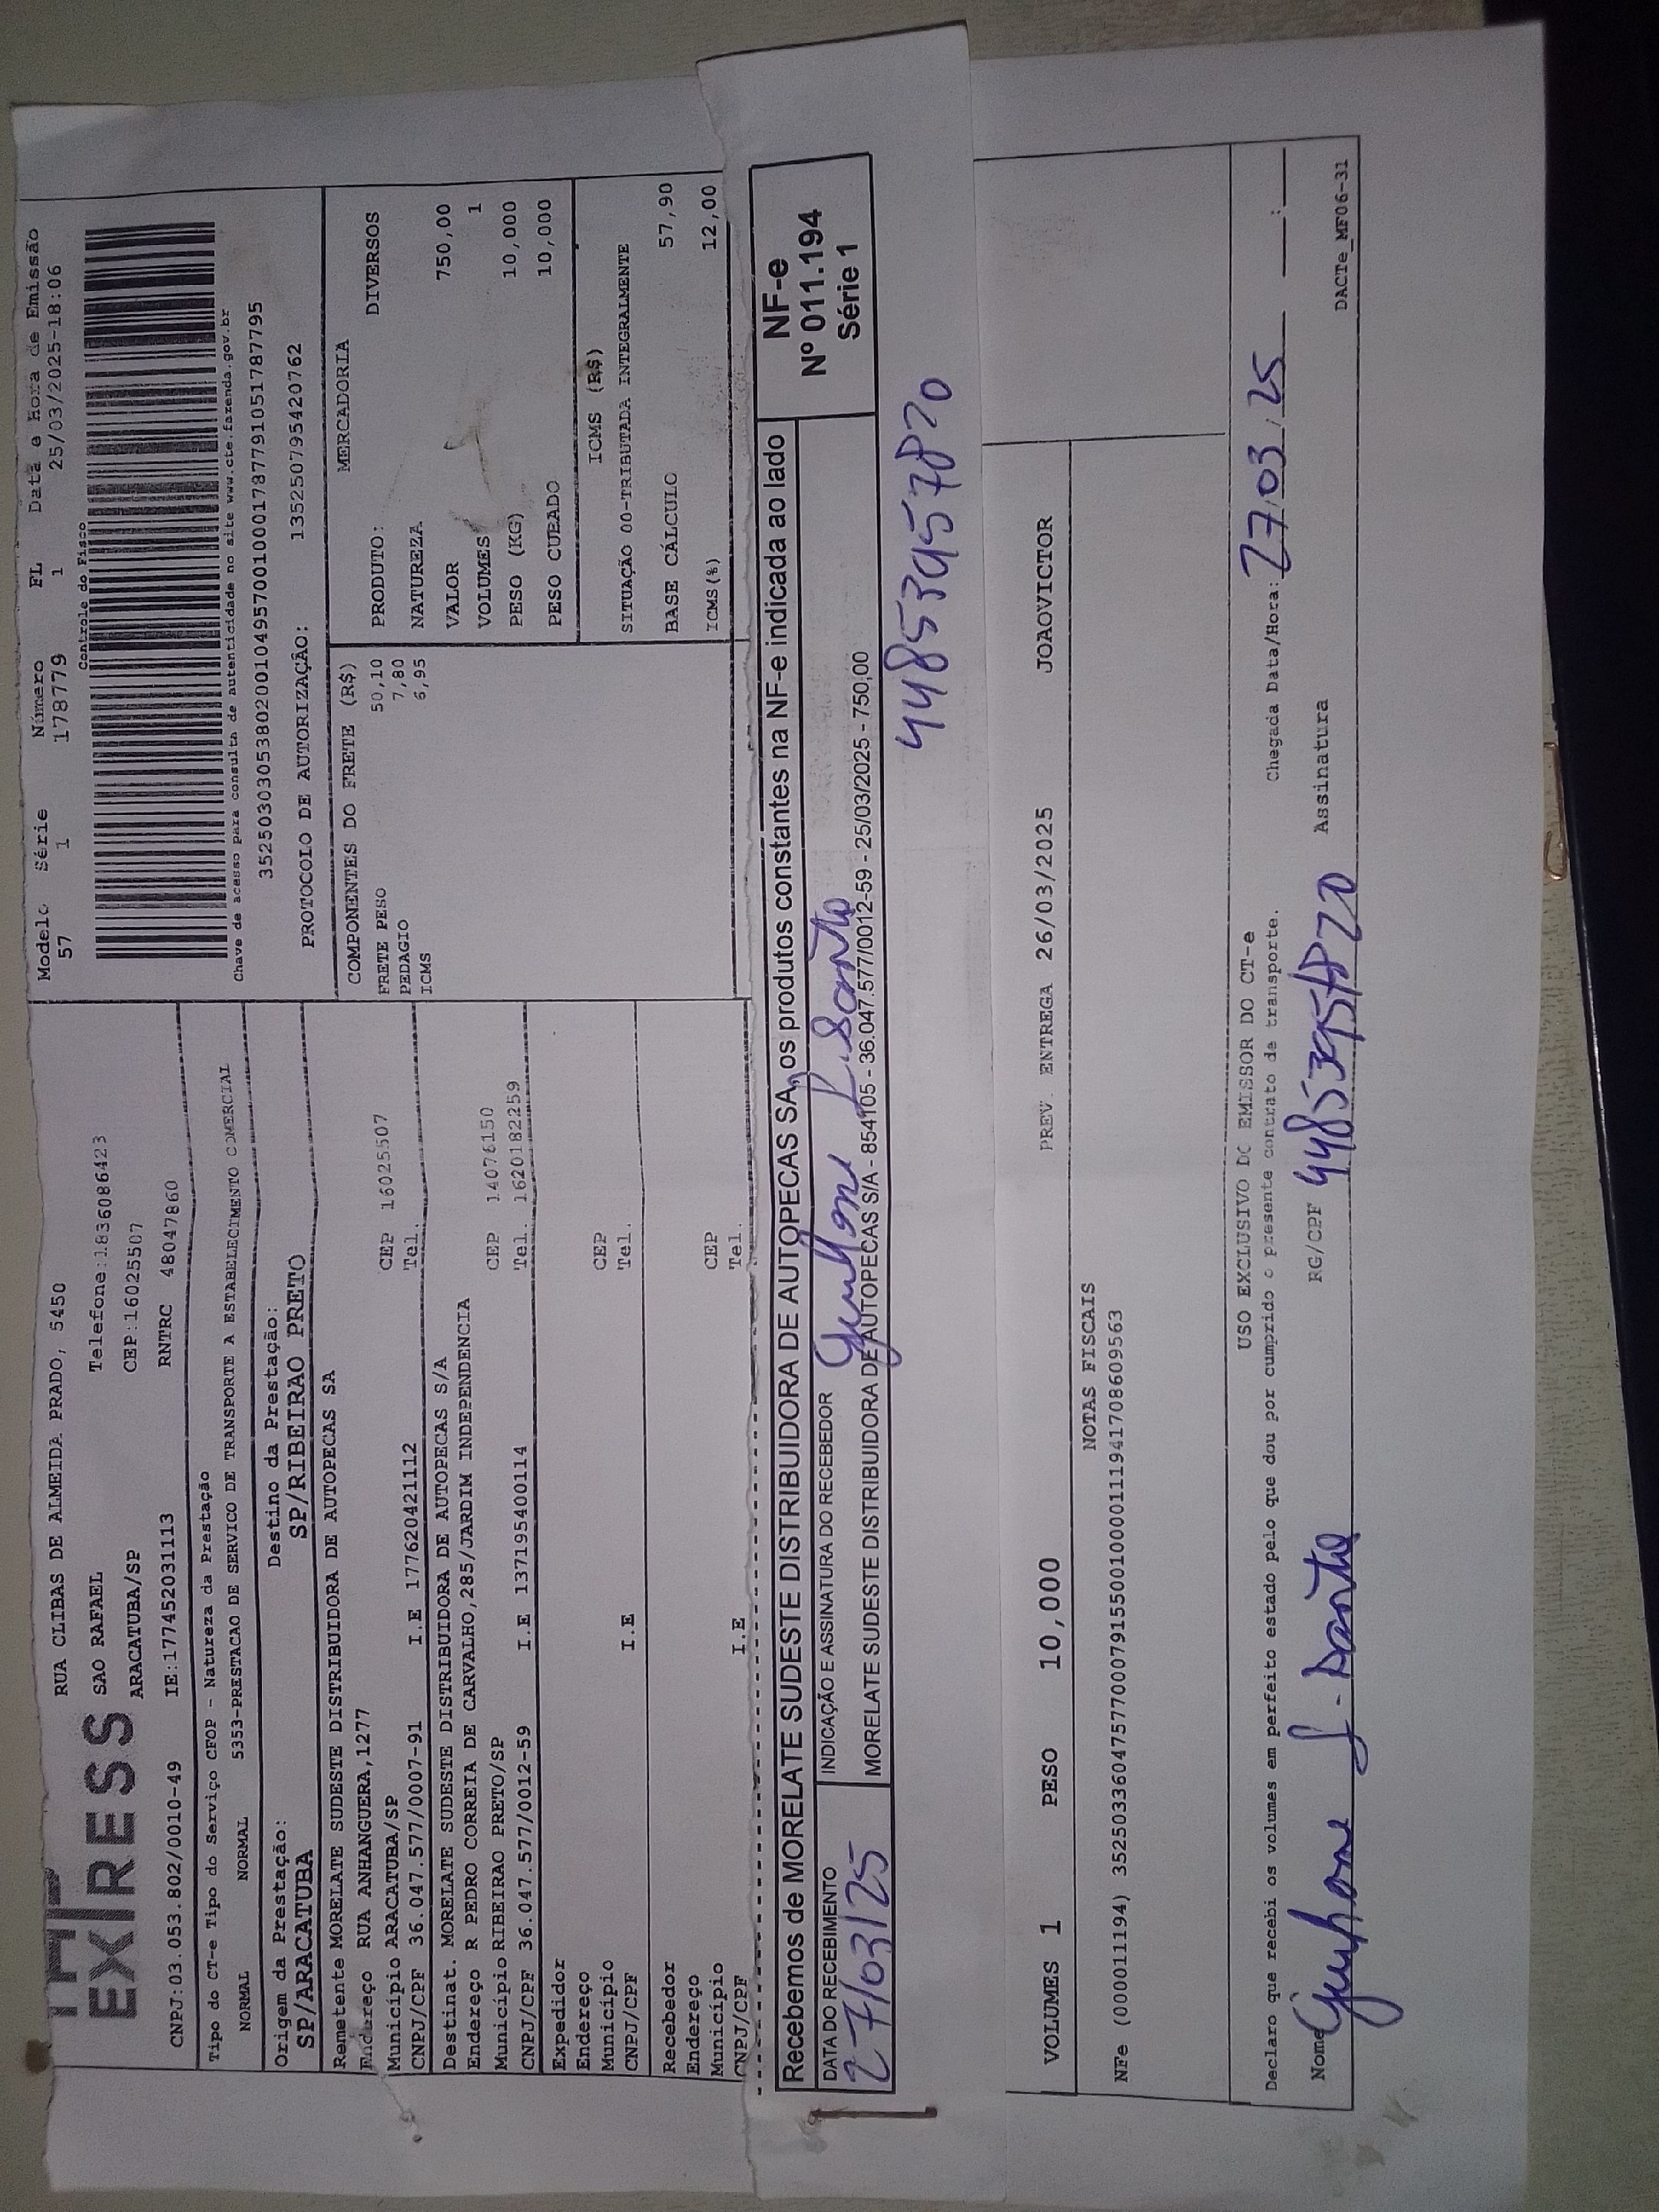 EXPRESS
RUA CLIBAS DE ALMEIDA PRADO, 5450
SAO RAFAEL Telefone:1836086423
ARACATUBA/SP CEP:16025507
CNPJ:03.053.802/0010-49 IE:177452031113 RNTRC 48047860
Modelo Série Número FL Data e Hora de Emissão
57 1 178779 1 25/03/2025-18:06
Controle do Fisco
Chave de acesso para consulta de autenticidade no site www.cte.fazenda.gov.br
35250303053802001049570010001787791051787795
PROTOCOLO DE AUTORIZAÇÃO: 135250795420762
Tipo do CT-e Tipo do Serviço CFOP - Natureza da Prestação
NORMAL NORMAL 5353-PRESTACAO DE SERVICO DE TRANSPORTE A ESTABELECIMENTO COMERCIAL
Origem da Prestação: Destino da Prestação:
SP/ARACATUBA SP/RIBEIRAO PRETO
Remetente MORELATE SUDESTE DISTRIBUIDORA DE AUTOPECAS SA
Endereço RUA ANHANGUERA,1277
Município ARACATUBA/SP CEP 16025507
CNPJ/CPF 36.047.577/0007-91 I.E 177620421112 Tel.
Destinat. MORELATE SUDESTE DISTRIBUIDORA DE AUTOPECAS S/A
Endereço R PEDRO CORREIA DE CARVALHO,285/JARDIM INDEPENDENCIA
Município RIBEIRAO PRETO/SP CEP 14076150
CNPJ/CPF 36.047.577/0012-59 I.E 137195400114 Tel. 1620182259
Expedidor
Endereço
Município CEP
CNPJ/CPF I.E Tel.
Recebedor
Endereço
Município CEP
CNPJ/CPF I.E Tel.
COMPONENTES DO FRETE (R$)
FRETE PESO 50,10
PEDAGIO 7,80
ICMS 6,95
MERCADORIA
PRODUTO: DIVERSOS
NATUREZA
VALOR 750,00
VOLUMES 1
PESO (KG) 10,000
PESO CUBADO 10,000
ICMS (R$)
SITUAÇÃO 00-TRIBUTADA INTEGRALMENTE
BASE CÁLCULO 57,90
ICMS(%) 12,00
Recebemos de MORELATE SUDESTE DISTRIBUIDORA DE AUTOPECAS SA, os produtos constantes na NF-e indicada ao lado
NF-e
Nº 011.194
Série 1
DATA DO RECEBIMENTO INDICAÇÃO E ASSINATURA DO RECEBEDOR
27/03/25
MORELATE SUDESTE DISTRIBUIDORA DE AUTOPECAS S/A - 854105 - 36.047.577/0012-59 - 25/03/2025 - 750,00
44853957820
VOLUMES 1 PESO 10,000 PREV. ENTREGA 26/03/2025 JOAOVICTOR
NOTAS FISCAIS
NFe (000011194) 35250336047577000791550010000111941708609563
USO EXCLUSIVO DO EMISSOR DO CT-e
Declaro que recebi os volumes em perfeito estado pelo que dou por cumprido o presente contrato de transporte. Chegada Data/Hora: 27/03/25 :
Nome RG/CPF Assinatura
DACTe_MF06-31